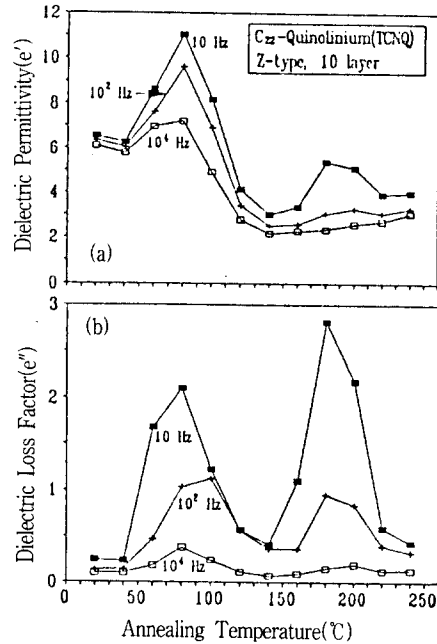 12
10
8
6
4
2
0
Dielectric Permittivity(e')
C₂₂-Quinolinium(TCNQ)
Z-type, 10 layer
10 Hz
10² Hz
10⁴ Hz
(a)
3
2
1
0
Dielectric Loss Factor(e")
(b)
10 Hz
10² Hz
10⁴ Hz
0 50 100 150 200 250
Annealing Temperature(℃)